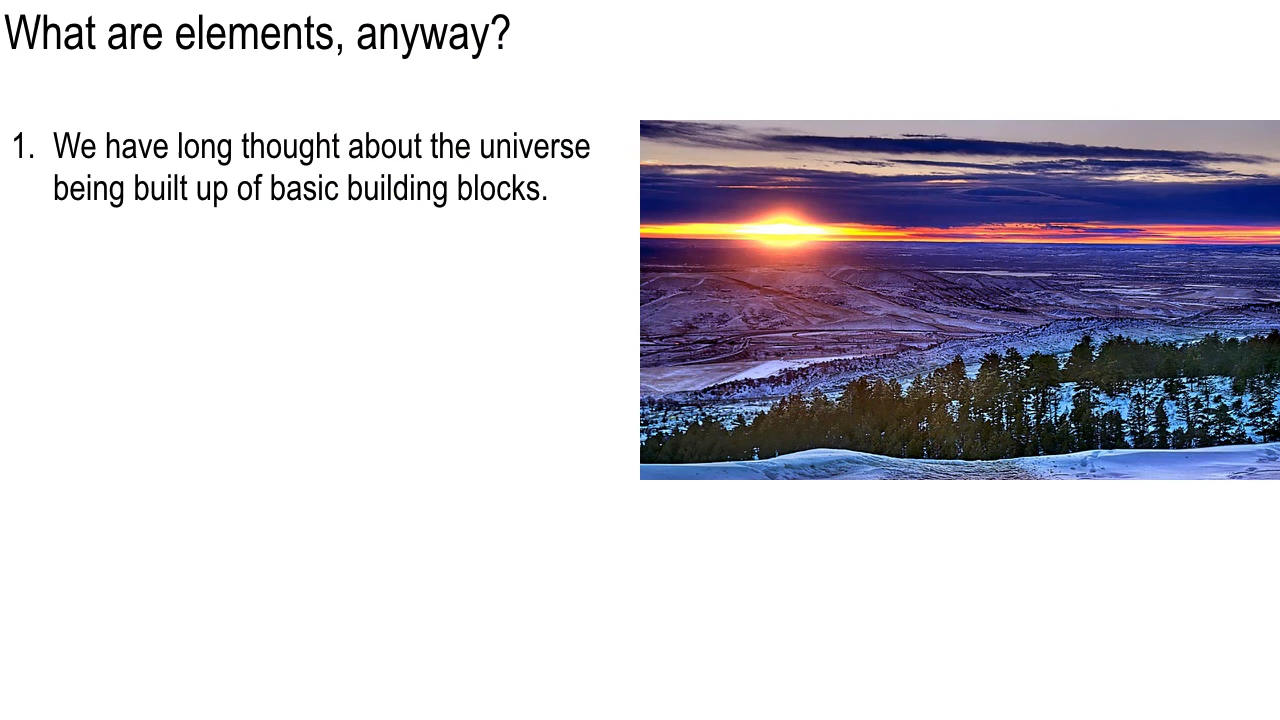 What are elements, anyway?
1. We have long thought about the universe
being built up of basic building blocks.